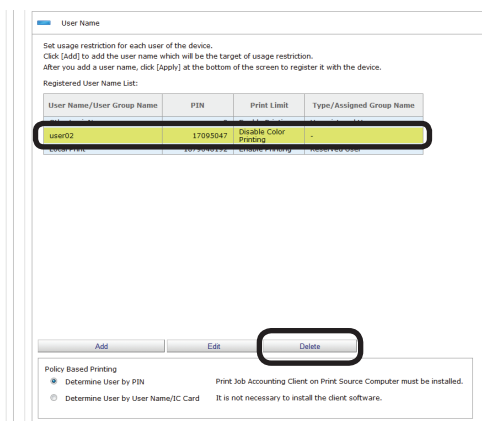 User Name
Set usage restriction for each user of the device.
Click [Add] to add the user name which will be the target of usage restriction.
After you add a user name, click [Apply] at the bottom of the screen to register it with the device.
Registered User Name List:
User Name/User Group Name PIN Print Limit Type/Assigned Group Name
user02 17095047 Disable Color Printing -
Local Print Enable Printing Reserved User
Add Edit Delete
Policy Based Printing
Determine User by PIN Print Job Accounting Client on Print Source Computer must be installed.
Determine User by User Name/IC Card It is not necessary to install the client software.